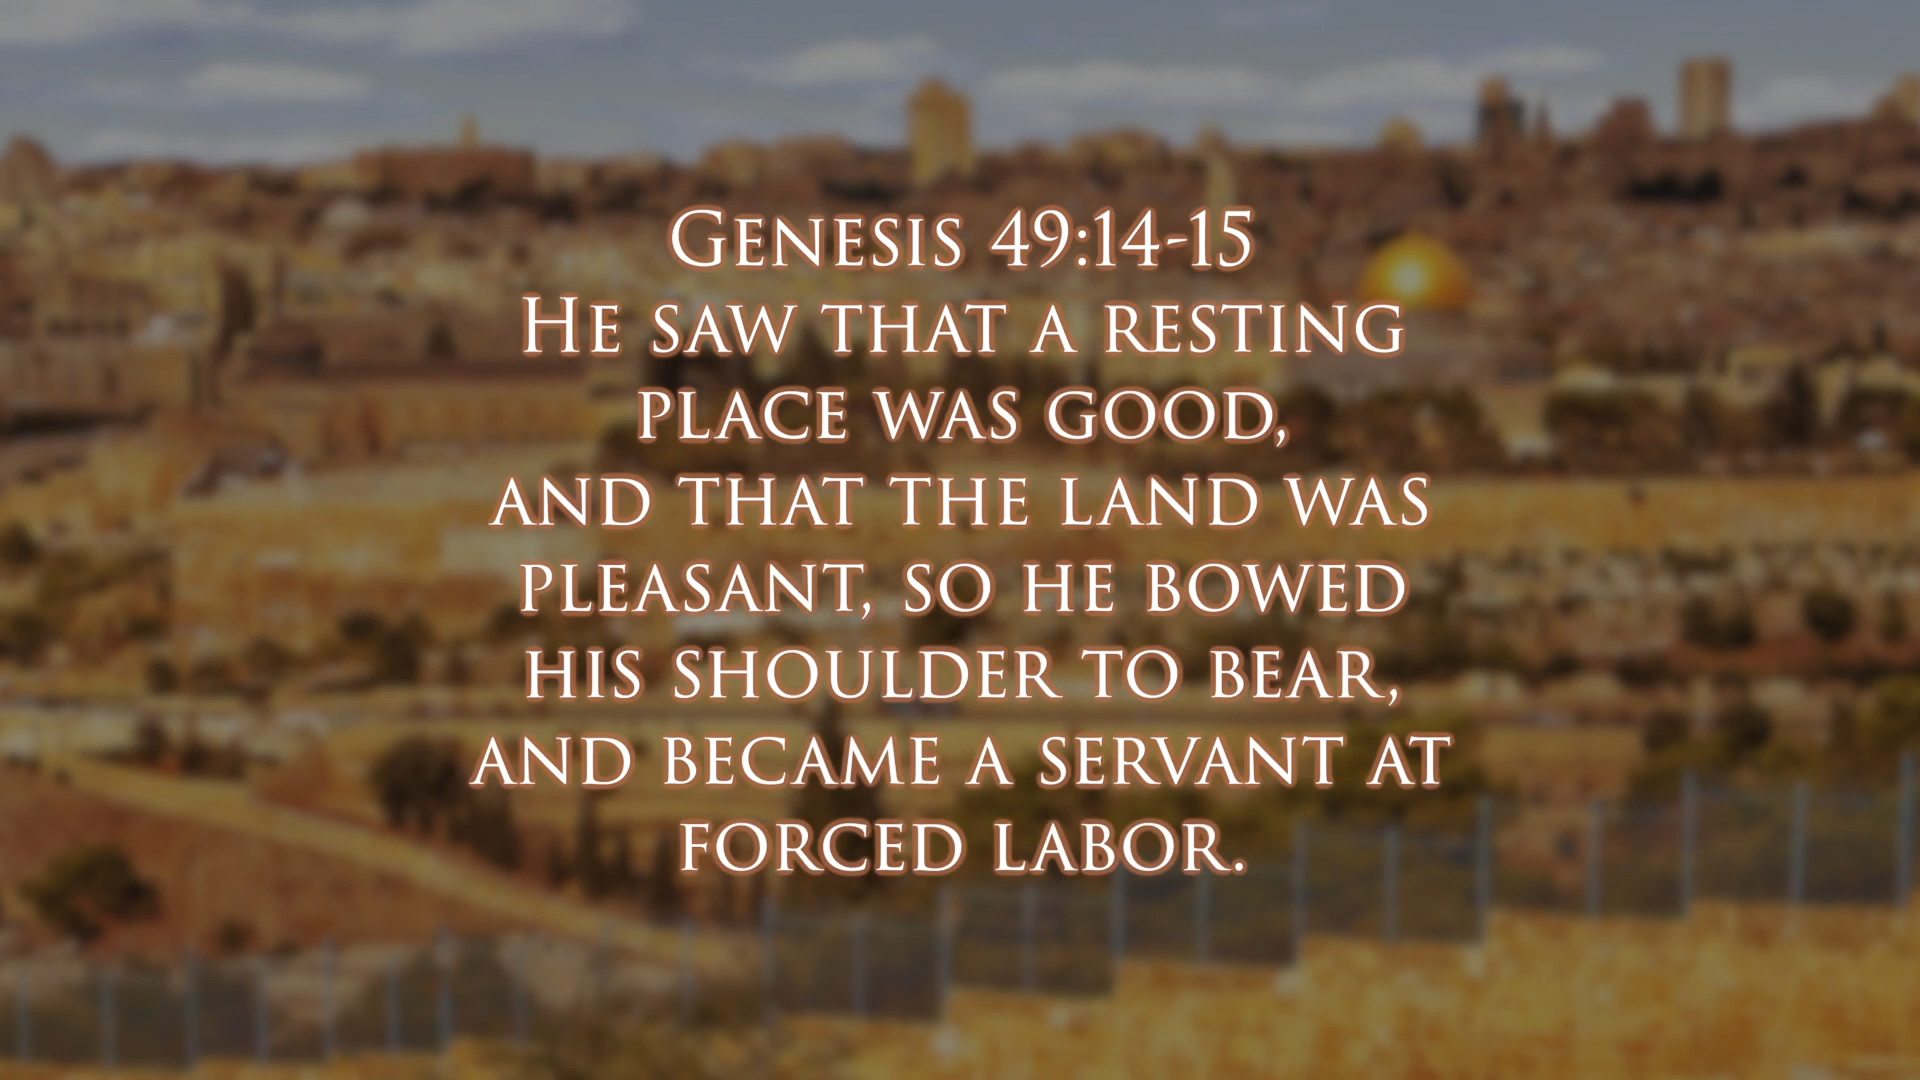 Genesis 49:14-15
He saw that a resting
place was good,
and that the land was
pleasant, so he bowed
his shoulder to bear,
and became a servant at
forced labor.